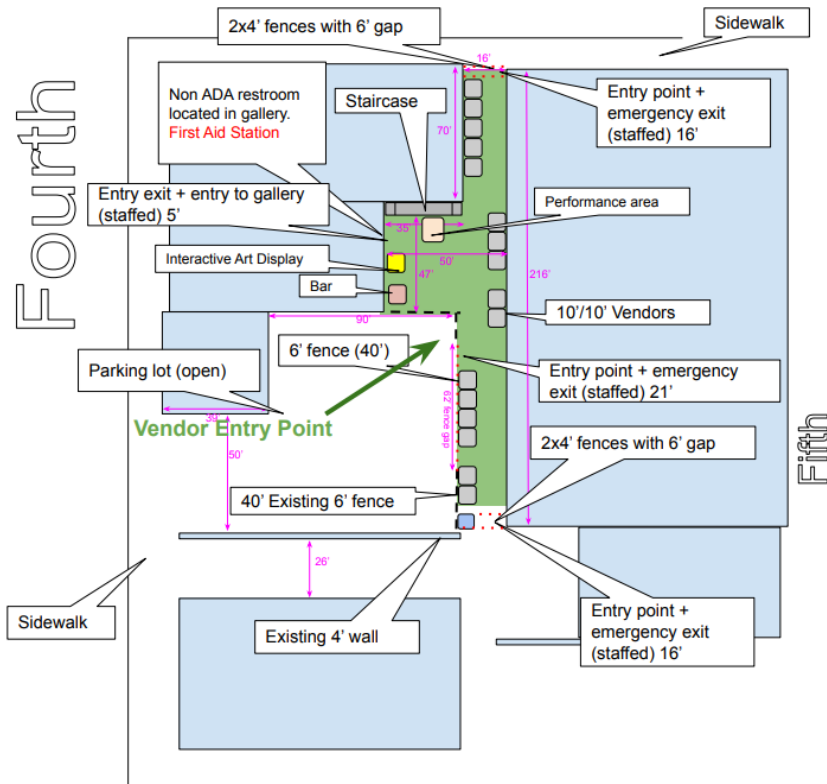 2x4’ fences with 6’ gap
Sidewalk
16’
Fourth
Non ADA restroom
located in gallery.
First Aid Station
Staircase
70’
Entry point +
emergency exit
(staffed) 16’
Entry exit + entry to gallery
(staffed) 5’
Performance area
35’
Interactive Art Display
50’
47’
216’
Bar
10’/10’ Vendors
90’
6’ fence (40’)
Parking lot (open)
Entry point + emergency
exit (staffed) 21’
62’ fence gap
39’
Vendor Entry Point
50’
2x4’ fences with 6’ gap
Fifth
40’ Existing 6’ fence
26’
Sidewalk
Existing 4’ wall
Entry point +
emergency exit
(staffed) 16’